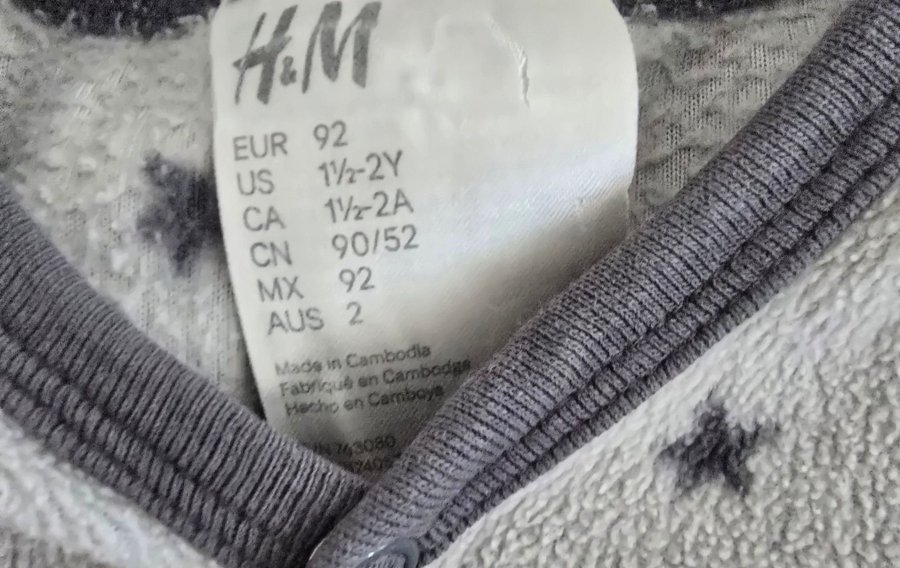 H&M
EUR 92
US 1½-2Y
CA 1½-2A
CN 90/52
MX 92
AUS 2
Made in Cambodia
Fabriqué en Cambodge
Hecho en Camboya
743080